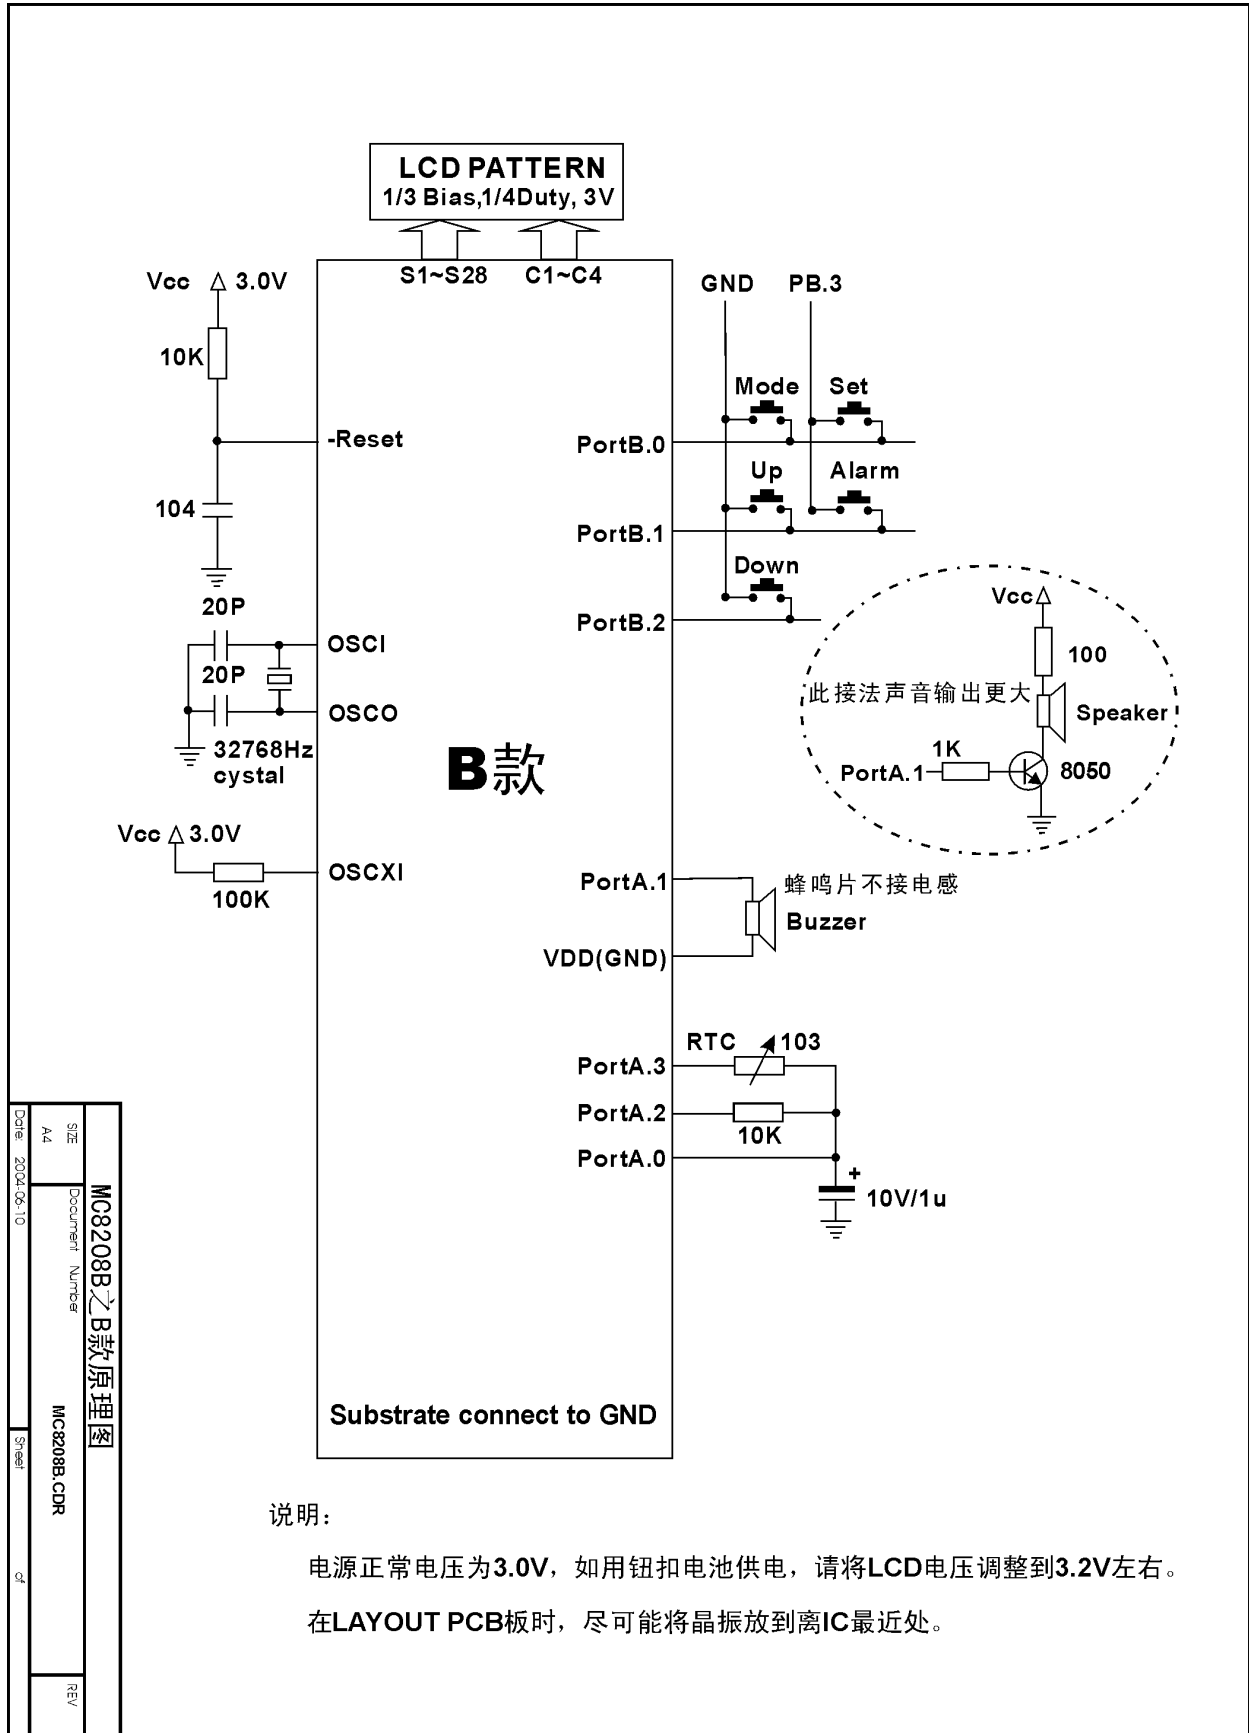 LCD PATTERN
1/3 Bias,1/4Duty, 3V
S1~S28
C1~C4
Vcc
3.0V
10K
-Reset
104
20P
OSCI
20P
OSCO
32768Hz
cystal
Vcc
3.0V
OSCXI
100K
B款
GND
PB.3
Mode
Set
PortB.0
Up
Alarm
PortB.1
Down
PortB.2
Vcc
100
此接法声音输出更大
Speaker
1K
PortA.1
8050
PortA.1
蜂鸣片不接电感
Buzzer
VDD(GND)
RTC
103
PortA.3
PortA.2
10K
PortA.0
+
10V/1u
Substrate connect to GND
说明：
电源正常电压为3.0V，如用钮扣电池供电，请将LCD电压调整到3.2V左右。
在LAYOUT PCB板时，尽可能将晶振放到离IC最近处。
MC8208B之B款原理图
SIZE
A4
Document Number
MC8208B.CDR
REV
Date: 2004-06-10
Sheet of